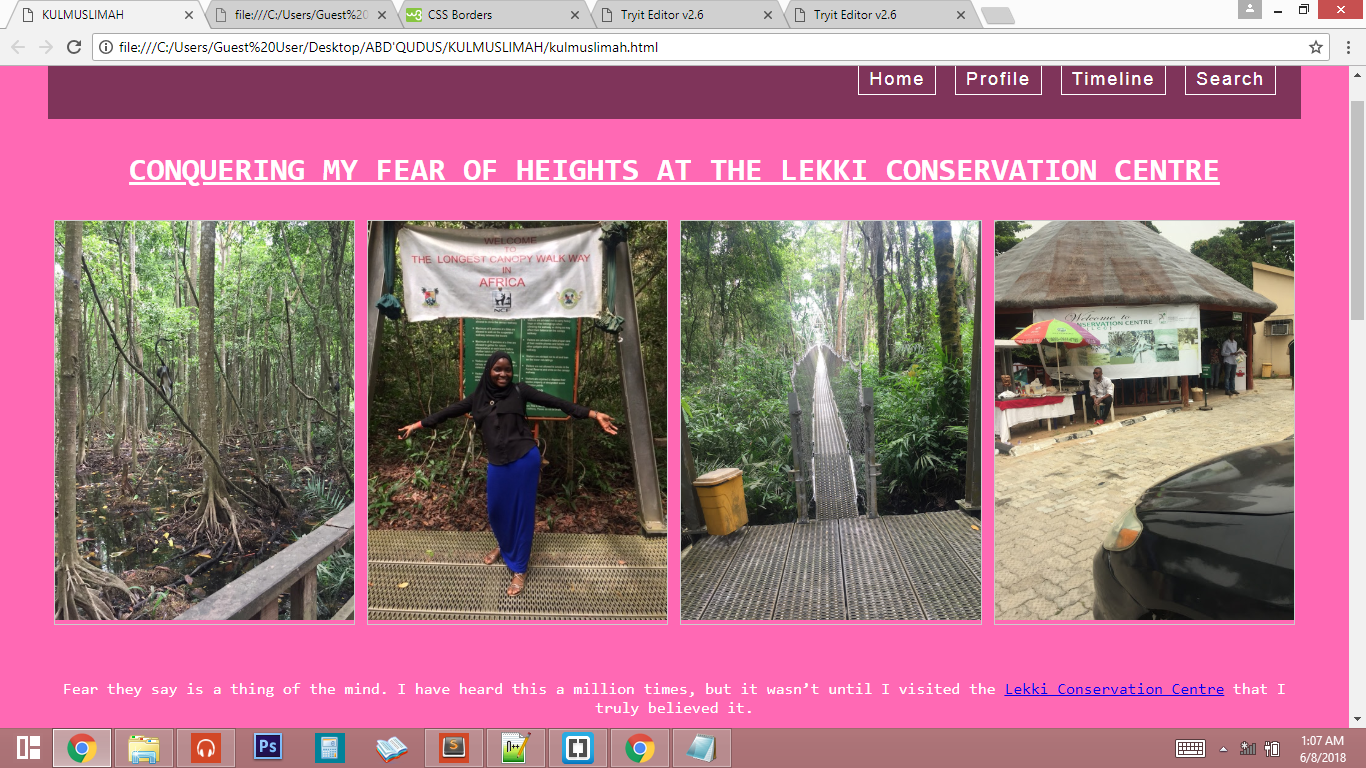 KULMUSLIMAH
file:///C:/Users/Guest%20
CSS Borders
Tryit Editor v2.6
Tryit Editor v2.6
file:///C:/Users/Guest%20User/Desktop/ABD'QUDUS/KULMUSLIMAH/kulmuslimah.html
Home
Profile
Timeline
Search
CONQUERING MY FEAR OF HEIGHTS AT THE LEKKI CONSERVATION CENTRE
WELCOME
TO
THE LONGEST CANOPY WALK WAY
IN
AFRICA
NCF
Welcome to
CONSERVATION CENTRE
Fear they say is a thing of the mind. I have heard this a million times, but it wasn’t until I visited the Lekki Conservation Centre that I
truly believed it.
Ps
1:07 AM
6/8/2018